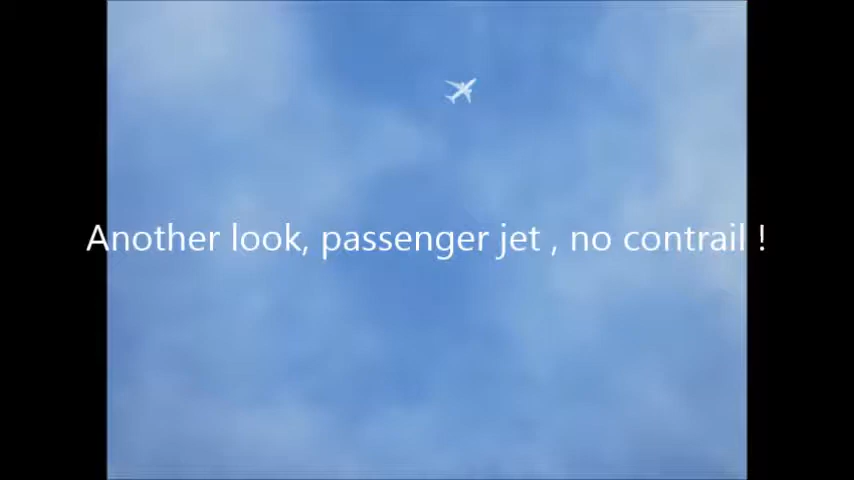 Another look, passenger jet , no contrail !